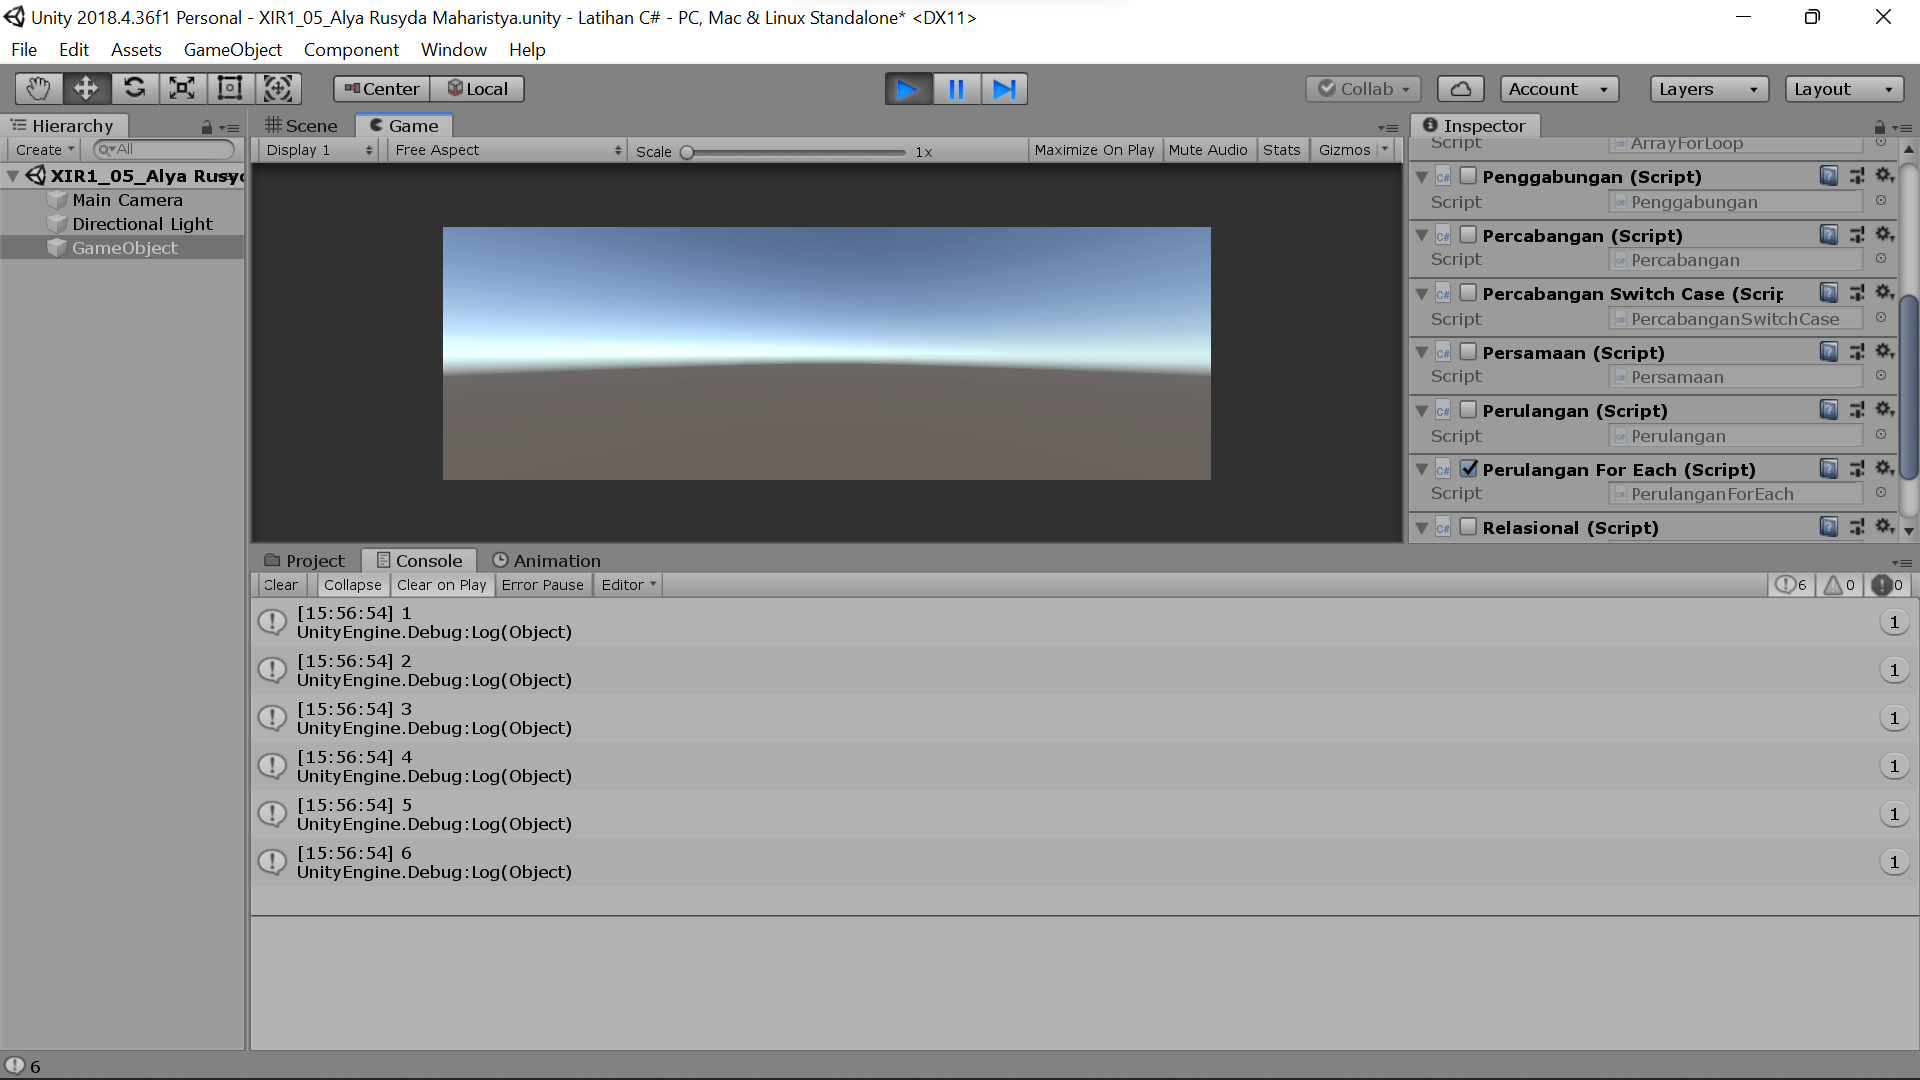 Unity 2018.4.36f1 Personal - XIR1_05_Alya Rusyda Maharistya.unity - Latihan C# - PC, Mac & Linux Standalone* <DX11>
File Edit Assets GameObject Component Window Help
Center Local Collab Account Layers Layout
Hierarchy
Create All
XIR1_05_Alya Rusy
Main Camera
Directional Light
GameObject
Scene Game
Display 1 Free Aspect Scale 1x Maximize On Play Mute Audio Stats Gizmos
Inspector
Script ArrayForLoop
C# Penggabungan (Script)
Script Penggabungan
C# Percabangan (Script)
Script Percabangan
C# Percabangan Switch Case (Scrip
Script PercabanganSwitchCase
C# Persamaan (Script)
Script Persamaan
C# Perulangan (Script)
Script Perulangan
C# Perulangan For Each (Script)
Script PerulanganForEach
C# Relasional (Script)
Project Console Animation
Clear Collapse Clear on Play Error Pause Editor 6 0 0
[15:56:54] 1
UnityEngine.Debug:Log(Object)
1
[15:56:54] 2
UnityEngine.Debug:Log(Object)
1
[15:56:54] 3
UnityEngine.Debug:Log(Object)
1
[15:56:54] 4
UnityEngine.Debug:Log(Object)
1
[15:56:54] 5
UnityEngine.Debug:Log(Object)
1
[15:56:54] 6
UnityEngine.Debug:Log(Object)
1
6